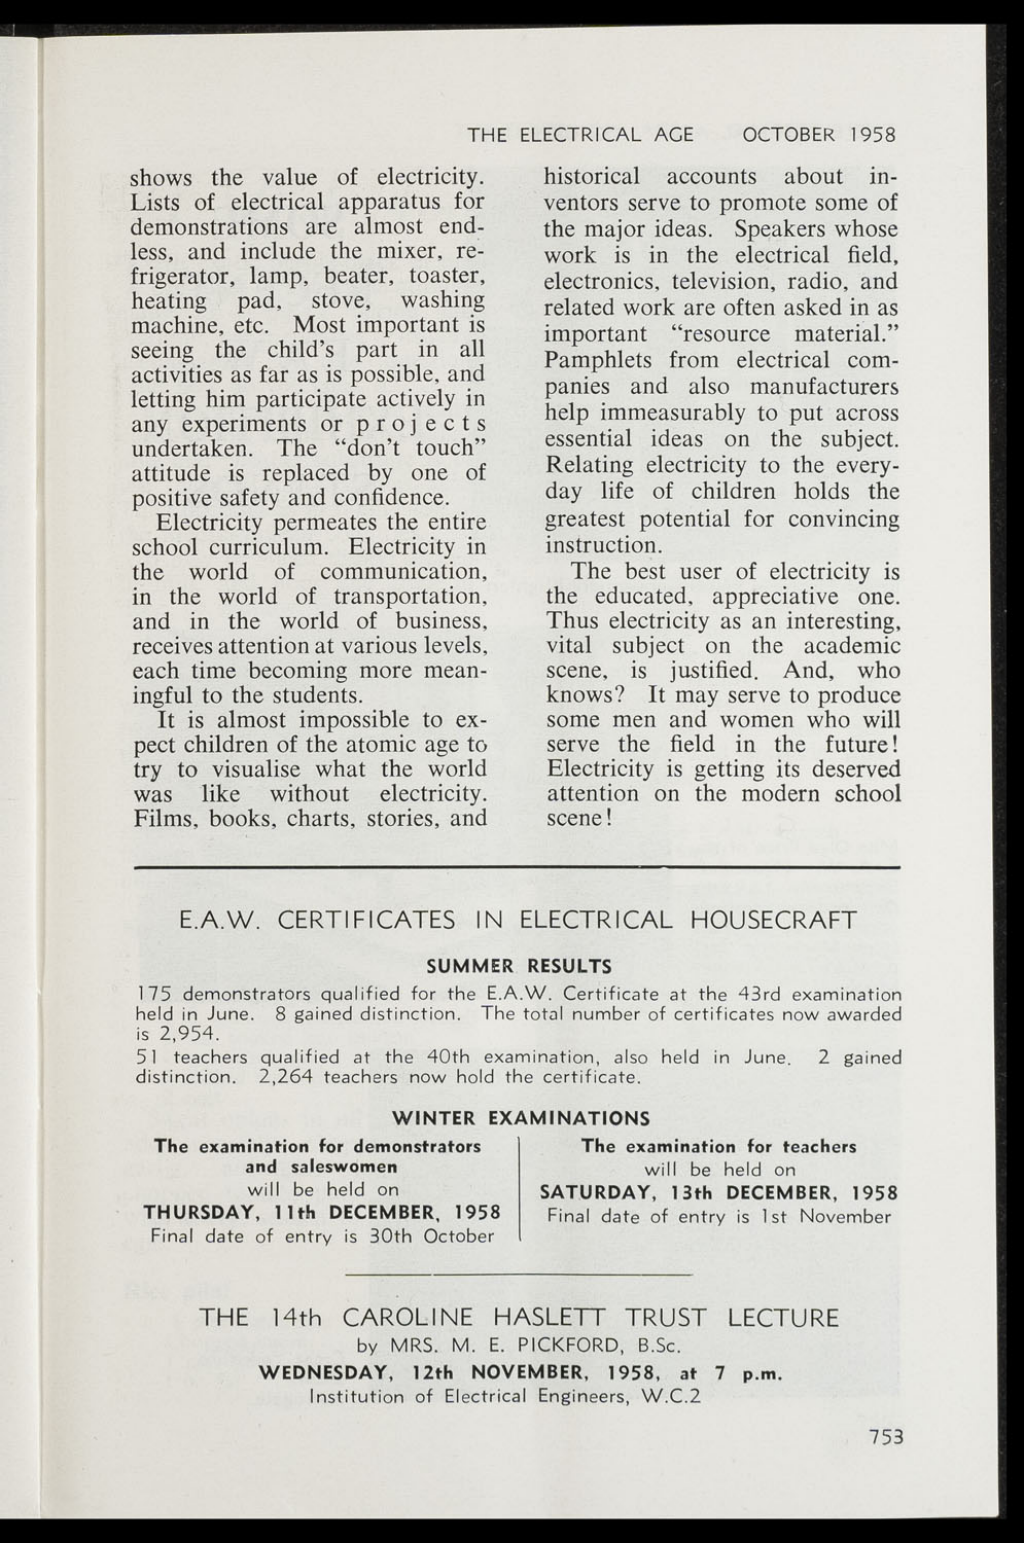 THE ELECTRICAL AGE OCTOBER 1958
shows the value of electricity.
Lists of electrical apparatus for
demonstrations are almost end-
less, and include the mixer, re-
frigerator, lamp, beater, toaster,
heating pad, stove, washing
machine, etc. Most important is
seeing the child's part in all
activities as far as is possible, and
letting him participate actively in
any experiments or projects
undertaken. The “don't touch”
attitude is replaced by one of
positive safety and confidence.
Electricity permeates the entire
school curriculum. Electricity in
the world of communication,
in the world of transportation,
and in the world of business,
receives attention at various levels,
each time becoming more mean-
ingful to the students.
It is almost impossible to ex-
pect children of the atomic age to
try to visualise what the world
was like without electricity.
Films, books, charts, stories, and
historical accounts about in-
ventors serve to promote some of
the major ideas. Speakers whose
work is in the electrical field,
electronics, television, radio, and
related work are often asked in as
important “resource material.”
Pamphlets from electrical com-
panies and also manufacturers
help immeasurably to put across
essential ideas on the subject.
Relating electricity to the every-
day life of children holds the
greatest potential for convincing
instruction.
The best user of electricity is
the educated, appreciative one.
Thus electricity as an interesting,
vital subject on the academic
scene, is justified. And, who
knows? It may serve to produce
some men and women who will
serve the field in the future!
Electricity is getting its deserved
attention on the modern school
scene!
E.A.W. CERTIFICATES IN ELECTRICAL HOUSECRAFT
SUMMER RESULTS
175 demonstrators qualified for the E.A.W. Certificate at the 43rd examination
held in June. 8 gained distinction. The total number of certificates now awarded
is 2,954.
51 teachers qualified at the 40th examination, also held in June. 2 gained
distinction. 2,264 teachers now hold the certificate.
WINTER EXAMINATIONS
The examination for demonstrators
and saleswomen
will be held on
THURSDAY, 11th DECEMBER, 1958
Final date of entry is 30th October
The examination for teachers
will be held on
SATURDAY, 13th DECEMBER, 1958
Final date of entry is 1st November
THE 14th CAROLINE HASLETT TRUST LECTURE
by MRS. M. E. PICKFORD, B.Sc.
WEDNESDAY, 12th NOVEMBER, 1958, at 7 p.m.
Institution of Electrical Engineers, W.C.2
753